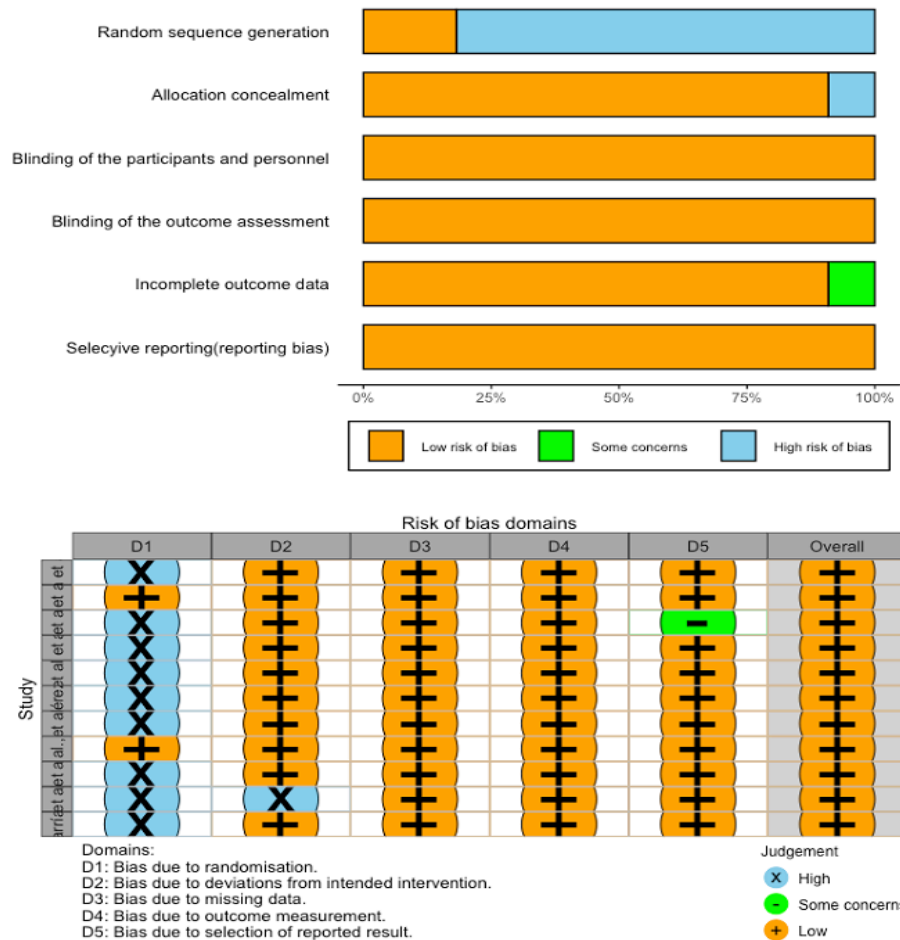 Random sequence generation
Allocation concealment
Blinding of the participants and personnel
Blinding of the outcome assessment
Incomplete outcome data
Selecyive reporting(reporting bias)
0% 25% 50% 75% 100%
Low risk of bias Some concerns High risk of bias
Risk of bias domains
D1 D2 D3 D4 D5 Overall
Study
Domains:
D1: Bias due to randomisation.
D2: Bias due to deviations from intended intervention.
D3: Bias due to missing data.
D4: Bias due to outcome measurement.
D5: Bias due to selection of reported result.
Judgement
X High
- Some concerns
+ Low